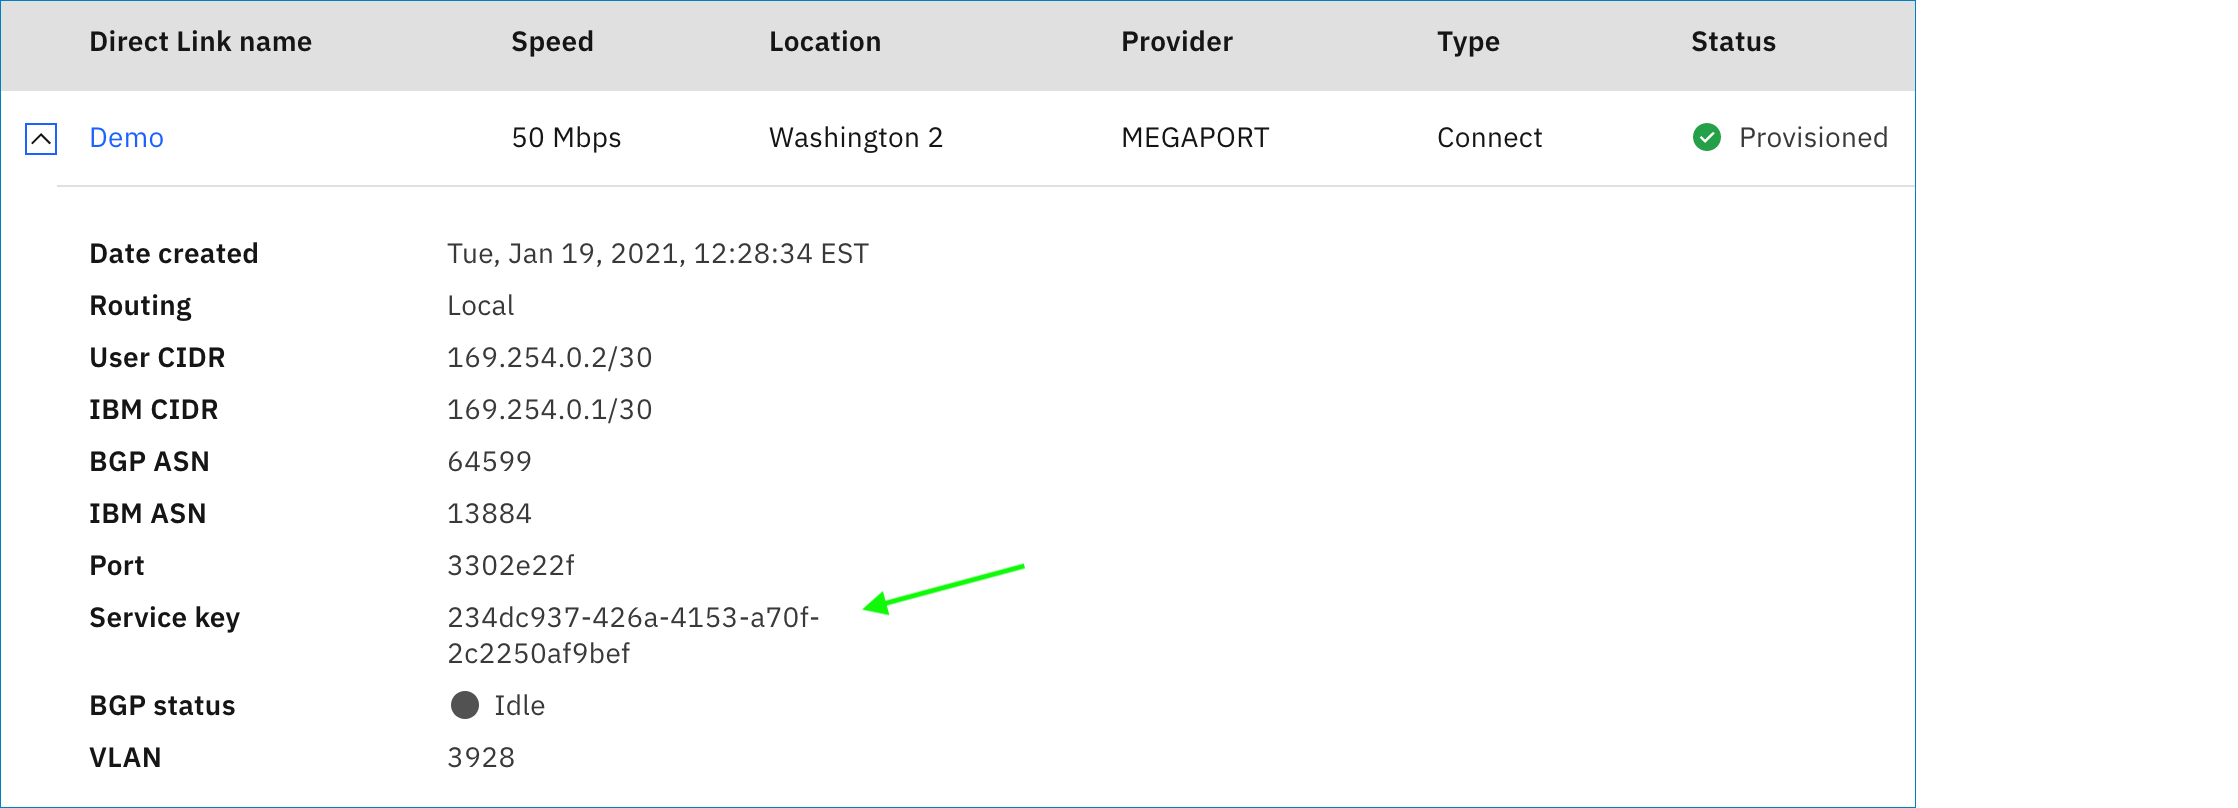 Direct Link name Speed Location Provider Type Status
Demo 50 Mbps Washington 2 MEGAPORT Connect Provisioned
Date created Tue, Jan 19, 2021, 12:28:34 EST
Routing Local
User CIDR 169.254.0.2/30
IBM CIDR 169.254.0.1/30
BGP ASN 64599
IBM ASN 13884
Port 3302e22f
Service key 234dc937-426a-4153-a70f-
2c2250af9bef
BGP status Idle
VLAN 3928